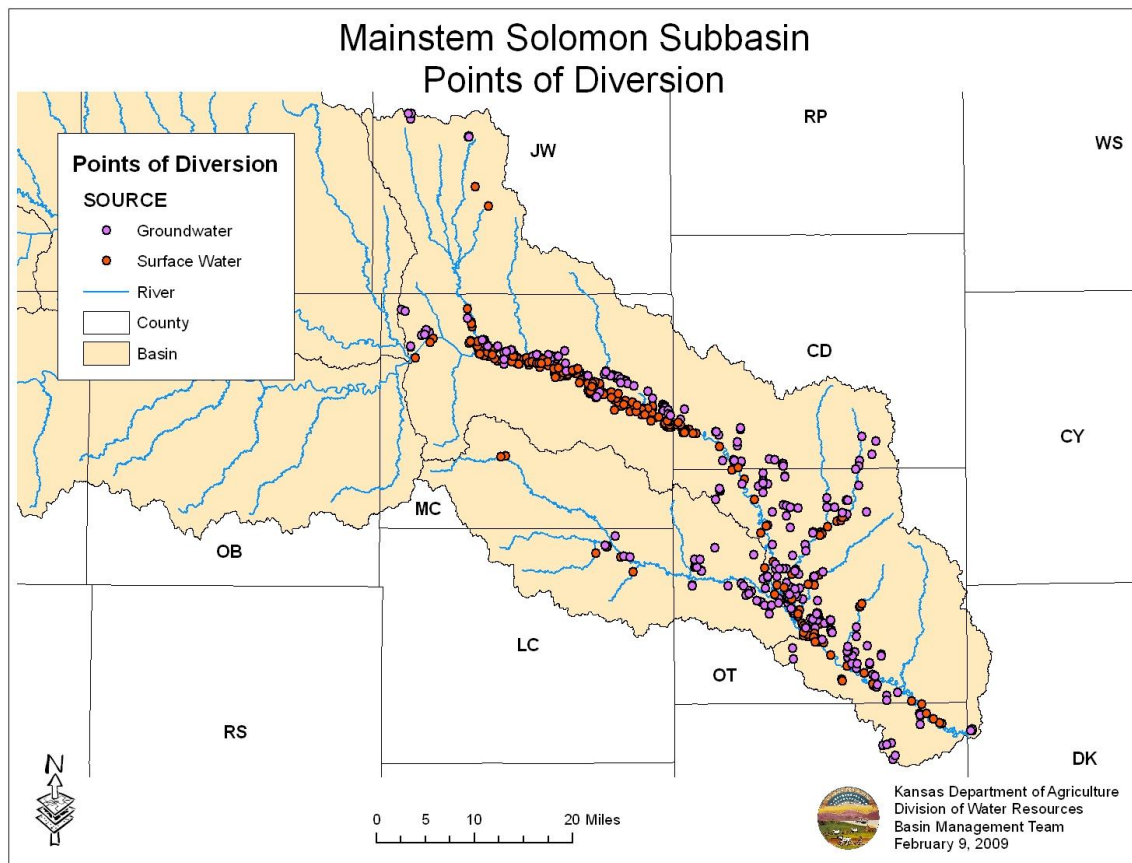 Mainstem Solomon Subbasin
Points of Diversion
RP
WS
JW
Points of Diversion
SOURCE
Groundwater
Surface Water
River
County
Basin
CD
CY
MC
OB
LC
OT
RS
DK
N
0 5 10 20 Miles
Kansas Department of Agriculture
Division of Water Resources
Basin Management Team
February 9, 2009